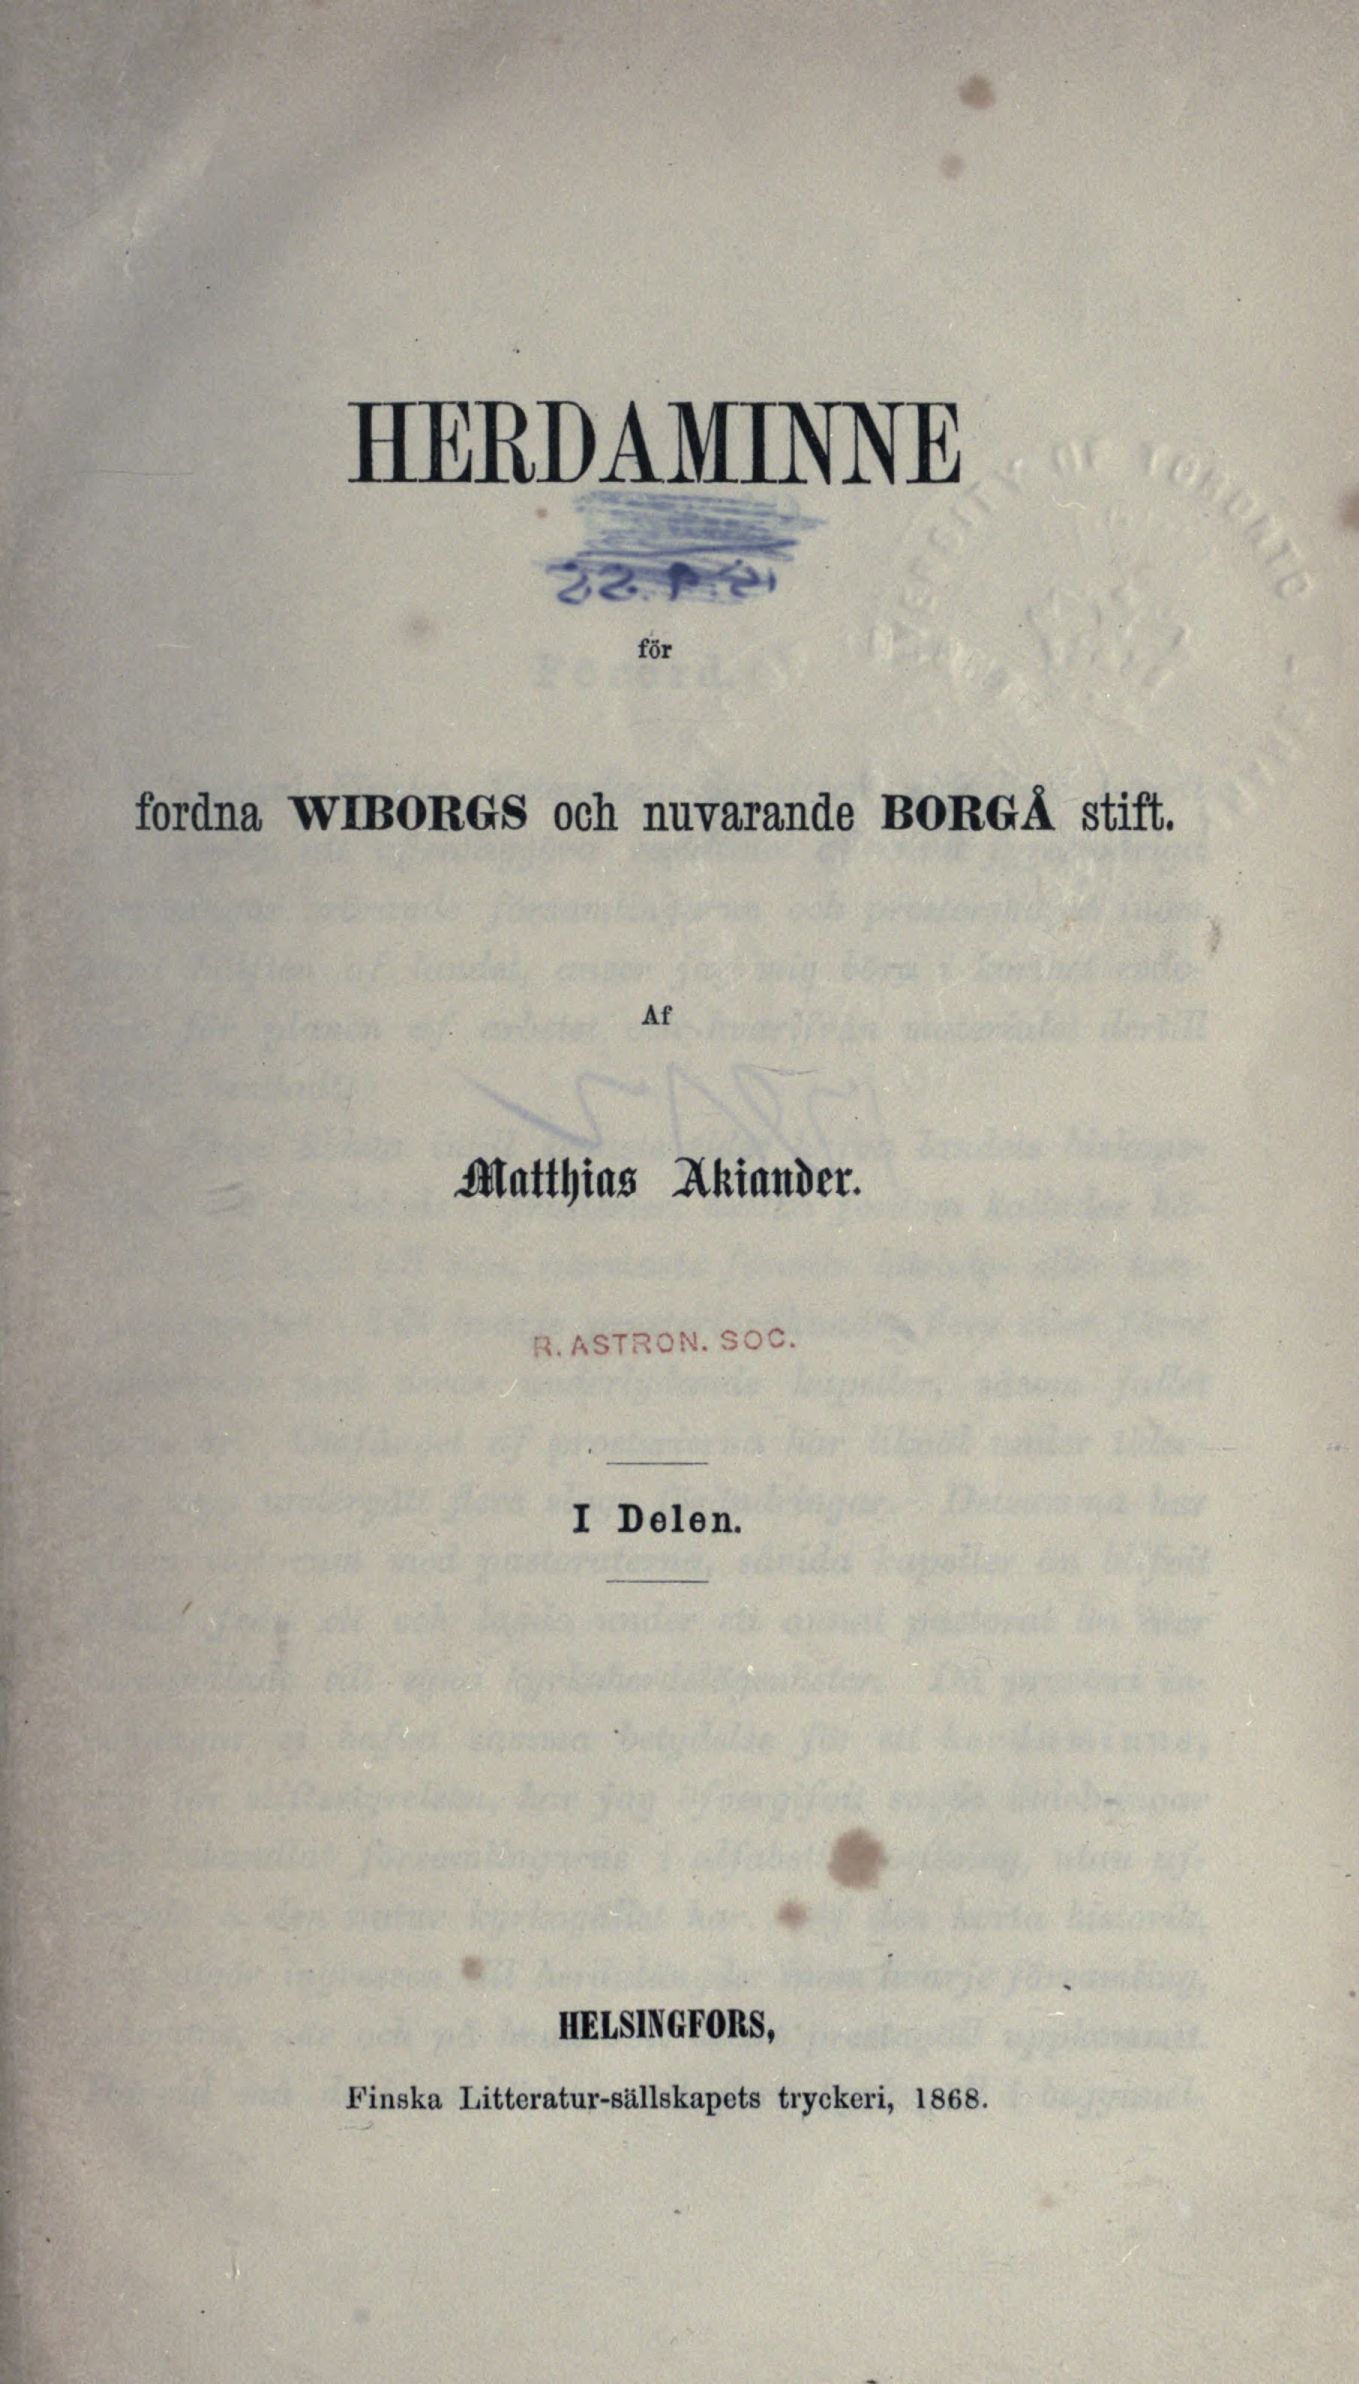 HERDAMINNE
för
fordna WIBORGS och nuvarande BORGÅ stift.
Af
Matthias Akiander.
R. ASTRON. SOC.
I Delen.
HELSINGFORS,
Finska Litteratur-sällskapets tryckeri, 1868.